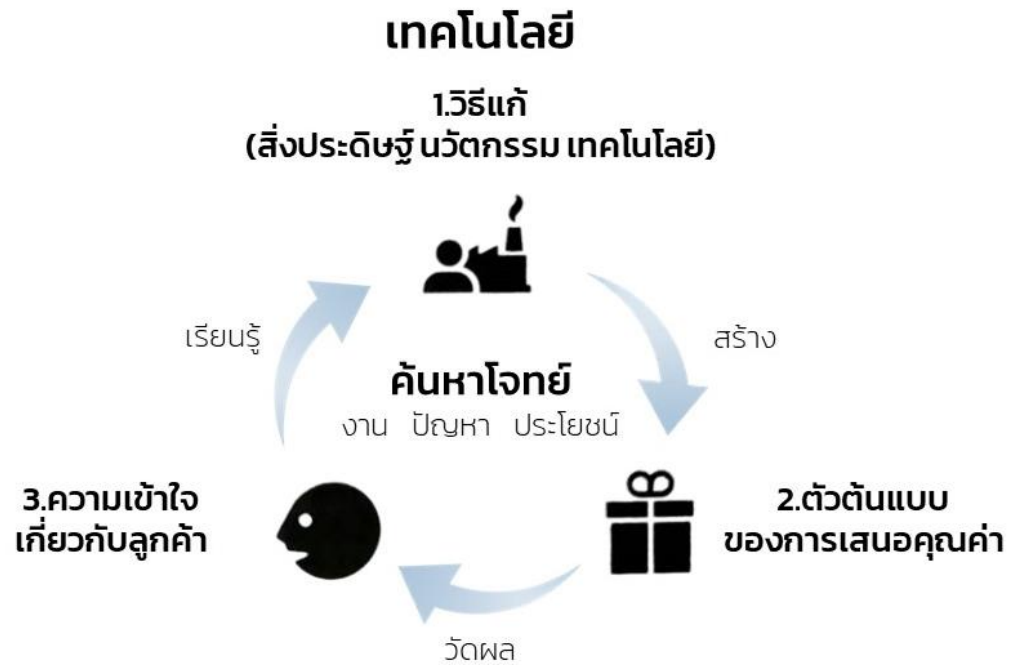 เทคโนโลยี
1.วิธีแก้
(สิ่งประดิษฐ์ นวัตกรรม เทคโนโลยี)
เรียนรู้
สร้าง
ค้นหาโจทย์
งาน ปัญหา ประโยชน์
3.ความเข้าใจ
เกี่ยวกับลูกค้า
2.ตัวต้นแบบ
ของการเสนอคุณค่า
วัดผล